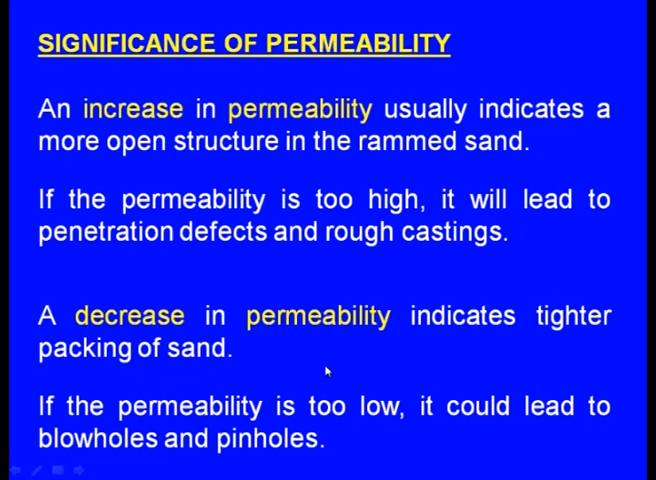 SIGNIFICANCE OF PERMEABILITY
An increase in permeability usually indicates a
more open structure in the rammed sand.
If the permeability is too high, it will lead to
penetration defects and rough castings.
A decrease in permeability indicates tighter
packing of sand.
If the permeability is too low, it could lead to
blowholes and pinholes.